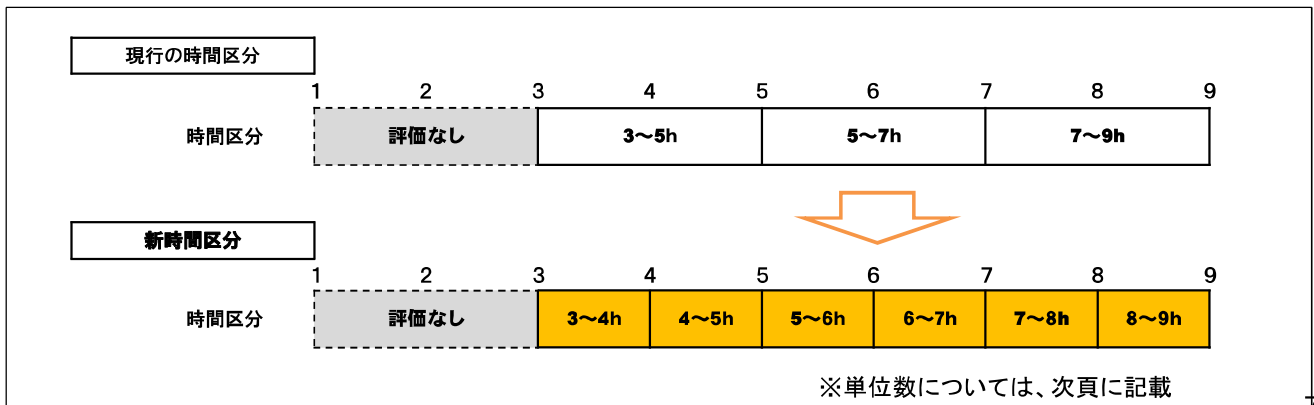 現行の時間区分
1 2 3 4 5 6 7 8 9
時間区分 評価なし 3〜5h 5〜7h 7〜9h
新時間区分
1 2 3 4 5 6 7 8 9
時間区分 評価なし 3〜4h 4〜5h 5〜6h 6〜7h 7〜8h 8〜9h
※単位数については、次頁に記載